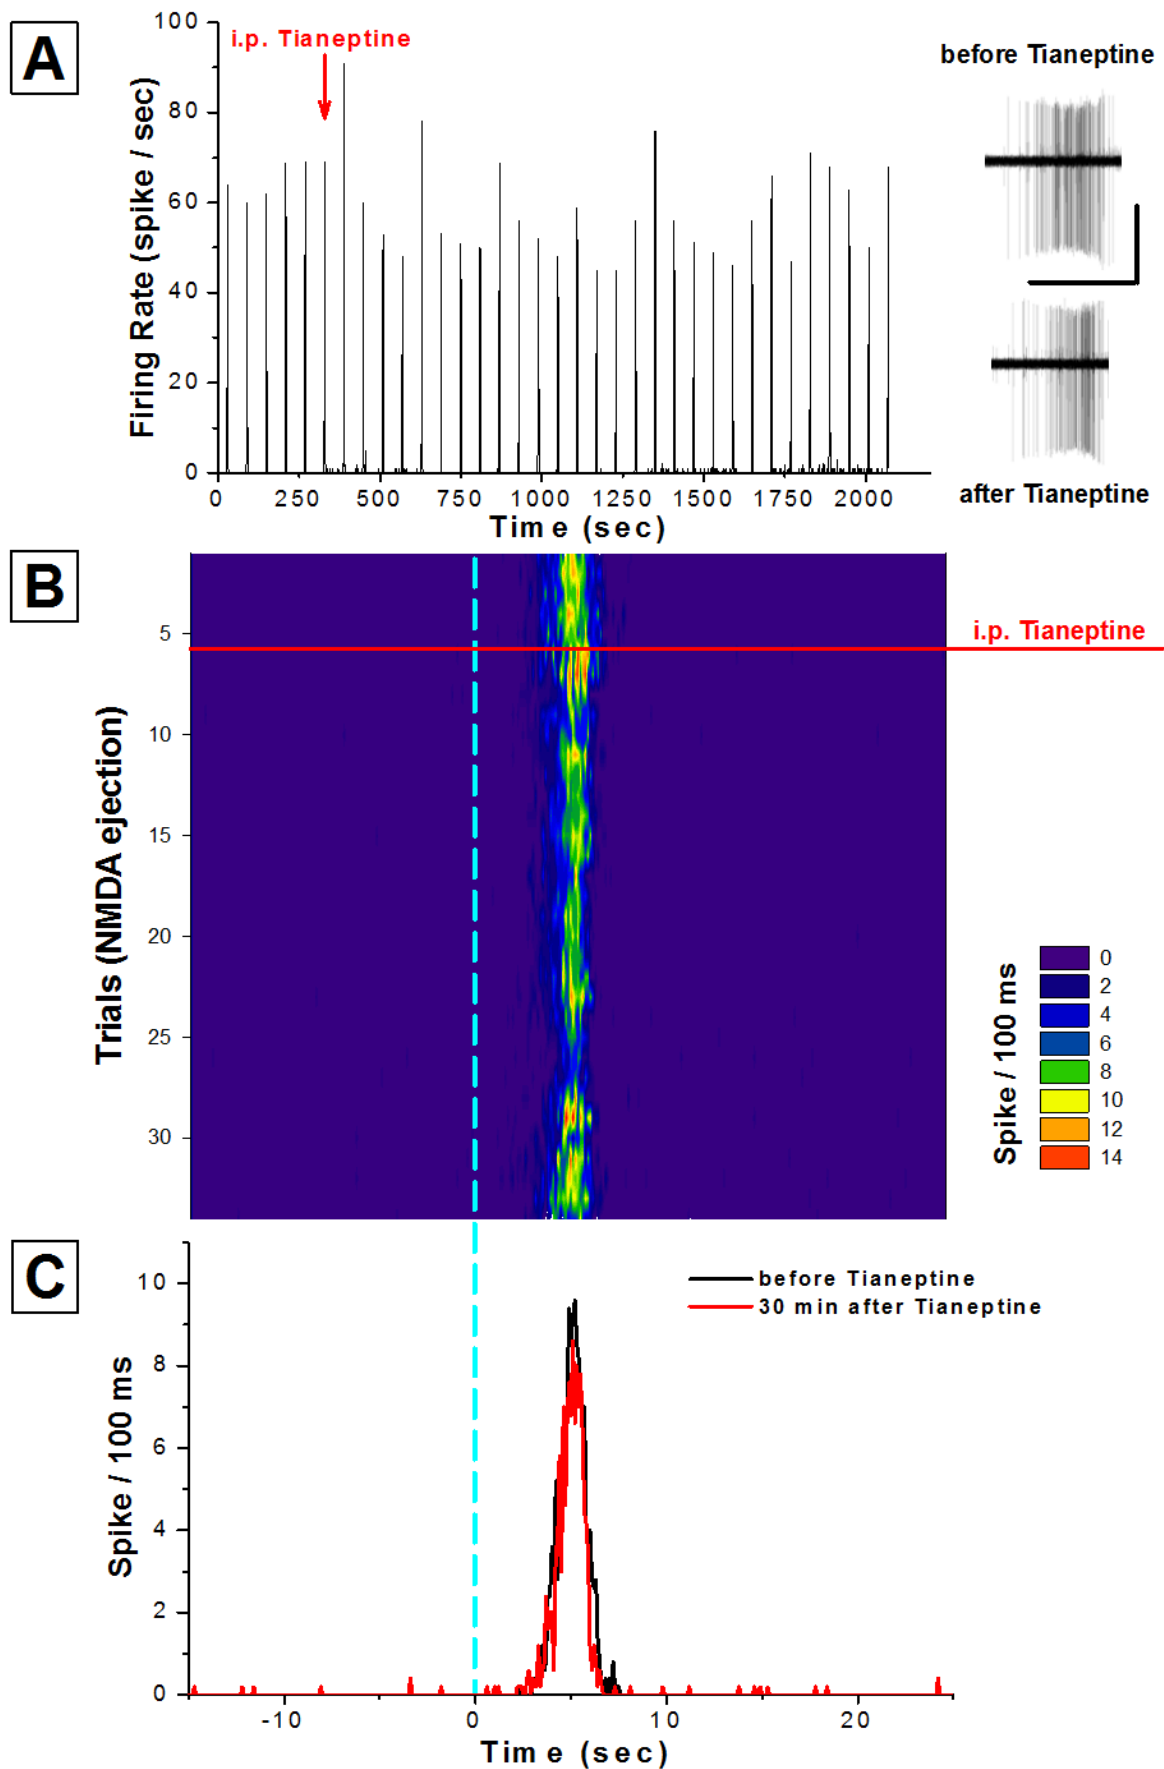 A
i.p. Tianeptine
before Tianeptine
Firing Rate (spike / sec)
100
80
60
40
20
0
0 250 500 750 1000 1250 1500 1750 2000
Time (sec)
after Tianeptine
B
i.p. Tianeptine
Trials (NMDA ejection)
5
10
15
20
25
30
Spike / 100 ms
0
2
4
6
8
10
12
14
C
before Tianeptine
30 min after Tianeptine
Spike / 100 ms
10
8
6
4
2
0
-10 0 10 20
Time (sec)